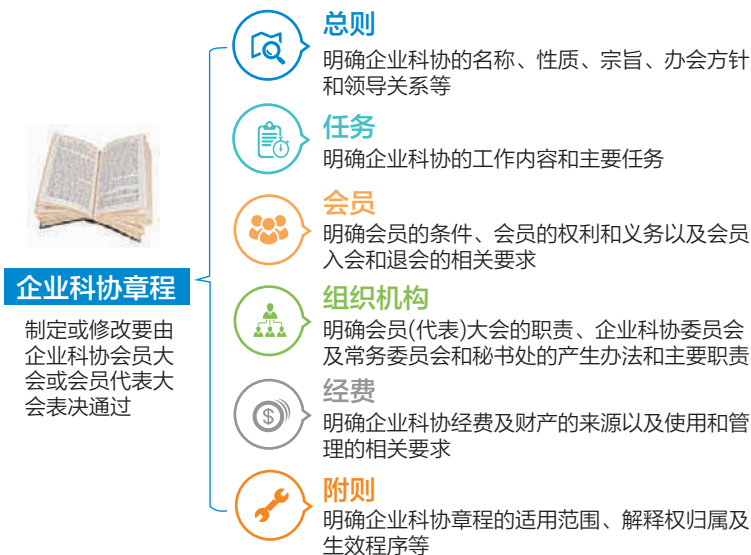 总则
明确企业科协的名称、性质、宗旨、办会方针
和领导关系等
任务
明确企业科协的工作内容和主要任务
会员
明确会员的条件、会员的权利和义务以及会员
入会和退会的相关要求
企业科协章程
制定或修改要由
企业科协会员大
会或会员代表大
会表决通过
组织机构
明确会员(代表)大会的职责、企业科协委员会
及常务委员会和秘书处的产生办法和主要职责
经费
明确企业科协经费及财产的来源以及使用和管
理的相关要求
附则
明确企业科协章程的适用范围、解释权归属及
生效程序等